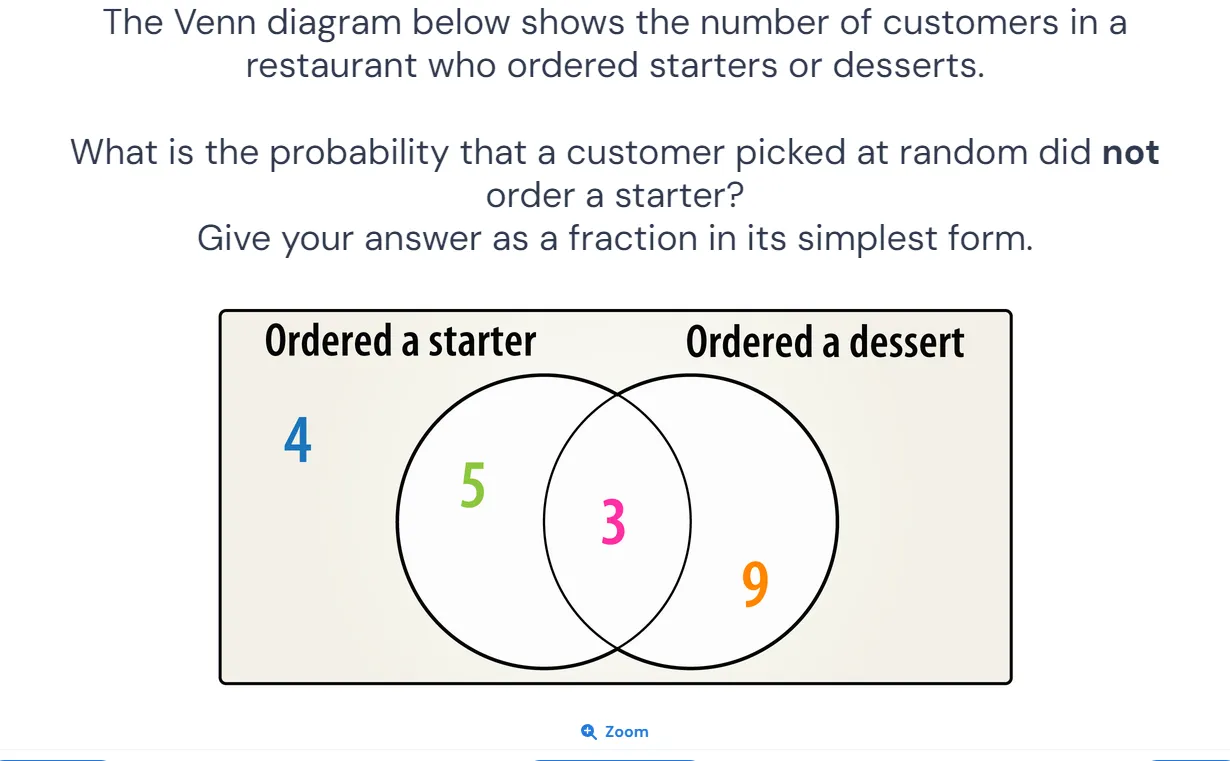 The Venn diagram below shows the number of customers in a
restaurant who ordered starters or desserts.
What is the probability that a customer picked at random did not
order a starter?
Give your answer as a fraction in its simplest form.
Ordered a starter
Ordered a dessert
4
5
3
9
Zoom